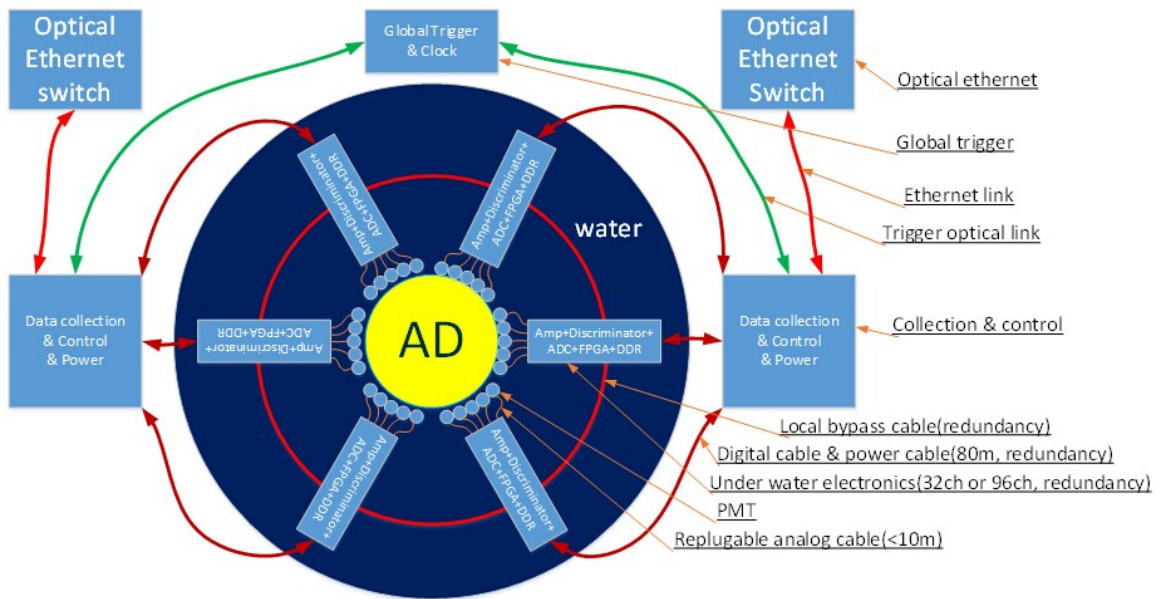 Optical
Ethernet
switch
Global Trigger
& Clock
Optical
Ethernet
Switch
Optical ethernet
Global trigger
Ethernet link
Trigger optical link
Amp+Discriminator+
ADC+FPGA+DDR
Amp+Discriminator+
ADC+FPGA+DDR
water
Data collection
& Control
& Power
Amp+Discriminator+
ADC+FPGA+DDR
AD
Amp+Discriminator+
ADC+FPGA+DDR
Data collection
& Control
& Power
Collection & control
Amp+Discriminator+
ADC+FPGA+DDR
Amp+Discriminator+
ADC+FPGA+DDR
Local bypass cable(redundancy)
Digital cable & power cable(80m, redundancy)
Under water electronics(32ch or 96ch, redundancy)
PMT
Replugable analog cable(<10m)